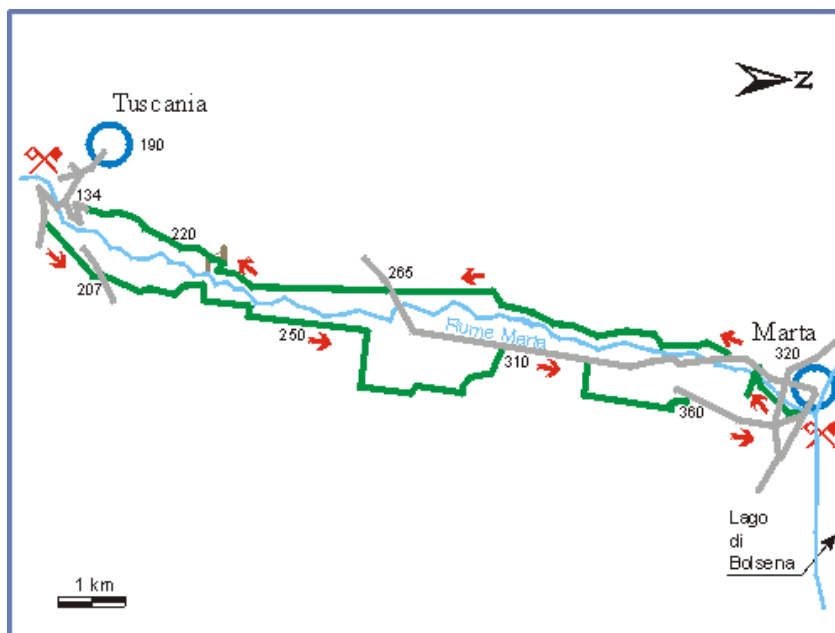 Tuscania
190
N
134
220
207
265
250
Fiume Marta
310
Marta
320
360
Lago
di
Bolsena
1 km